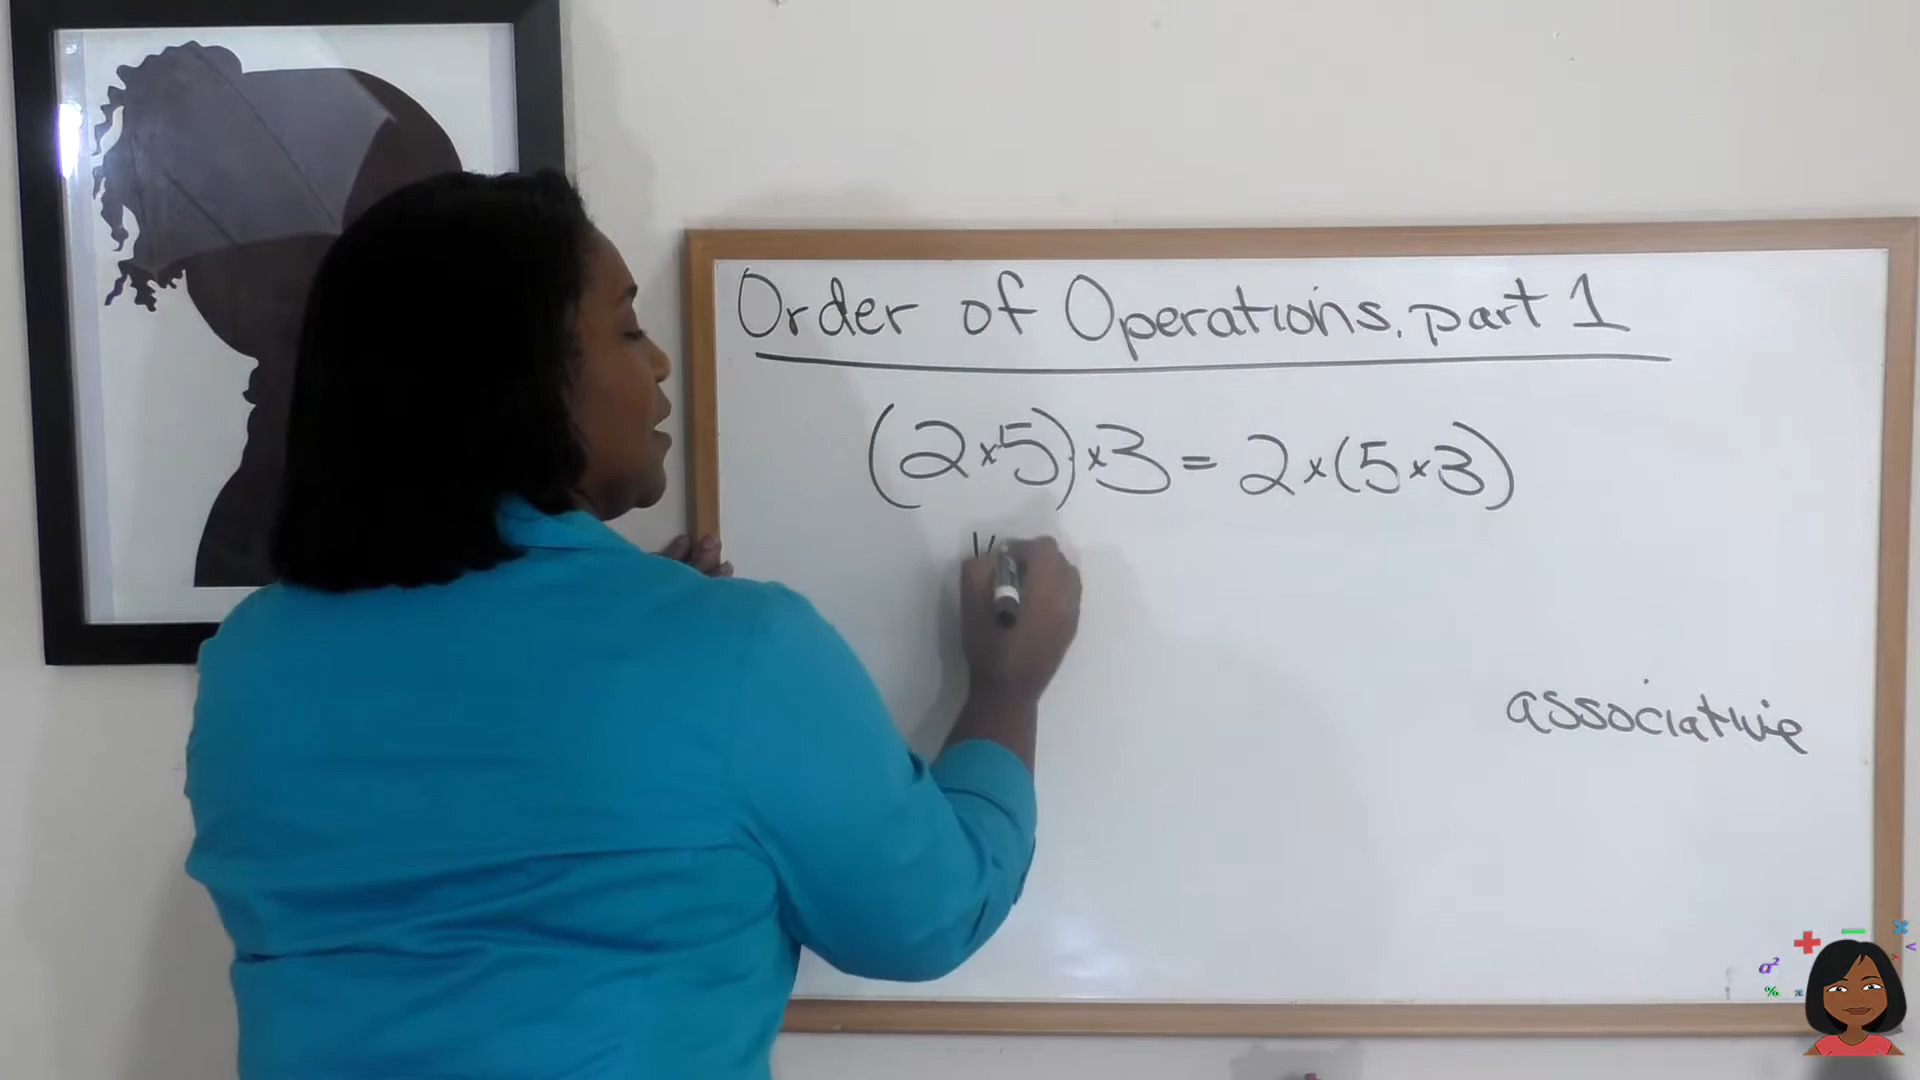 Order of Operations, part 1
(2×5)×3 = 2×(5×3)
associative